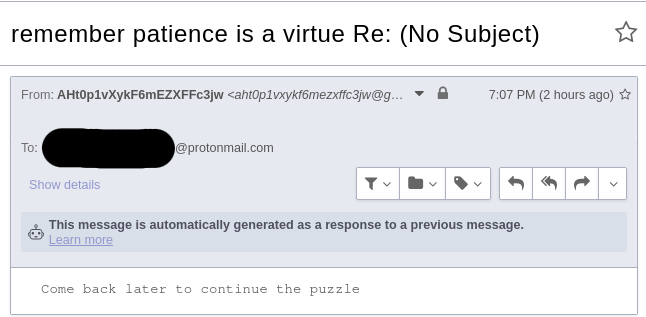 remember patience is a virtue Re: (No Subject)
From: AHt0p1vXykF6mEZXFFc3jw <aht0p1vxykf6mezxffc3jw@g... 7:07 PM (2 hours ago)
To: @protonmail.com
Show details
This message is automatically generated as a response to a previous message.
Learn more
Come back later to continue the puzzle